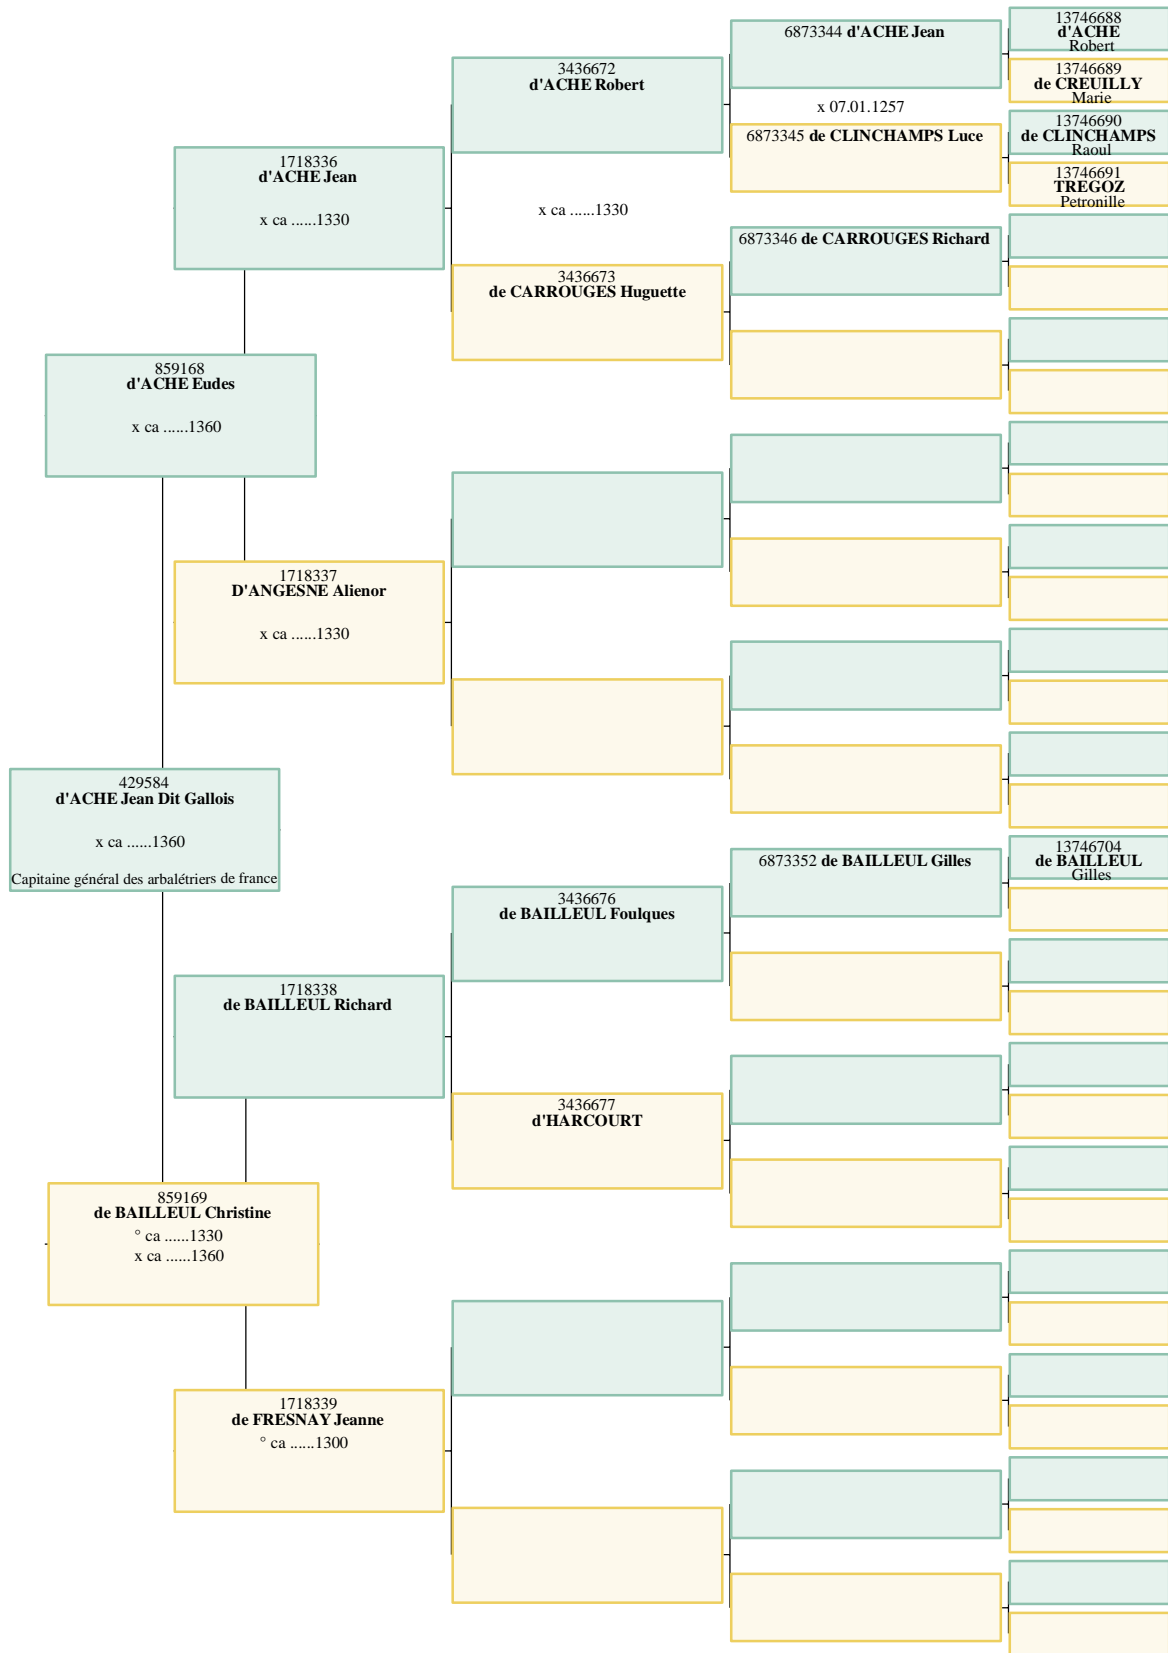 429584
d'ACHE Jean Dit Gallois
x ca ......1360
Capitaine général des arbalétriers de france
859168
d'ACHE Eudes
x ca ......1360
859169
de BAILLEUL Christine
° ca ......1330
x ca ......1360
1718336
d'ACHE Jean
x ca ......1330
1718337
D'ANGESNE Alienor
x ca ......1330
1718338
de BAILLEUL Richard
1718339
de FRESNAY Jeanne
° ca ......1300
3436672
d'ACHE Robert
x ca ......1330
3436673
de CARROUGES Huguette
3436676
de BAILLEUL Foulques
3436677
d'HARCOURT
6873344 d'ACHE Jean
x 07.01.1257
6873345 de CLINCHAMPS Luce
6873346 de CARROUGES Richard
6873352 de BAILLEUL Gilles
13746688
d'ACHE
Robert
13746689
de CREUILLY
Marie
13746690
de CLINCHAMPS
Raoul
13746691
TREGOZ
Petronille
13746704
de BAILLEUL
Gilles